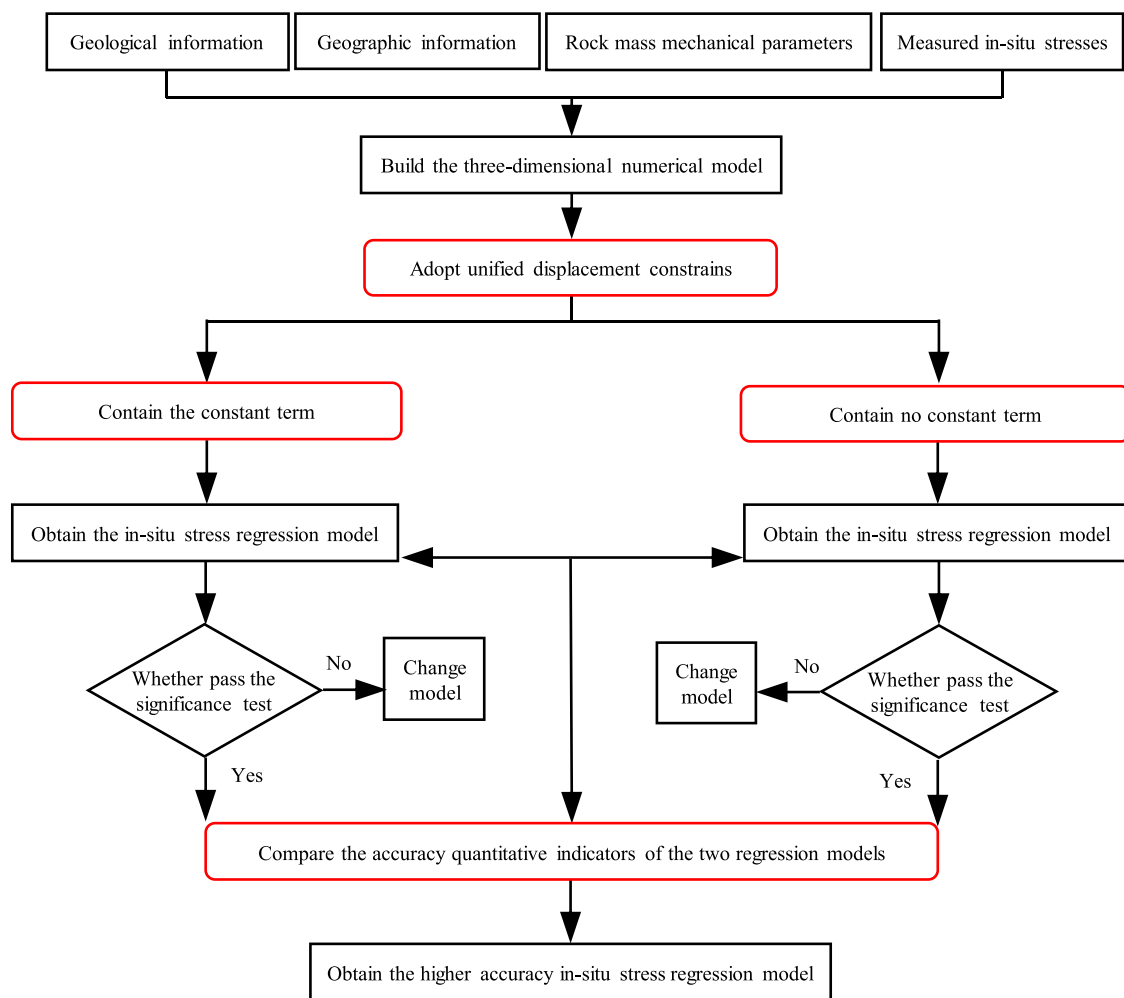 Geological information
Geographic information
Rock mass mechanical parameters
Measured in-situ stresses
Build the three-dimensional numerical model
Adopt unified displacement constrains
Contain the constant term
Contain no constant term
Obtain the in-situ stress regression model
Obtain the in-situ stress regression model
Whether pass the
significance test
No
Change
model
Yes
Change
model
No
Whether pass the
significance test
Yes
Compare the accuracy quantitative indicators of the two regression models
Obtain the higher accuracy in-situ stress regression model